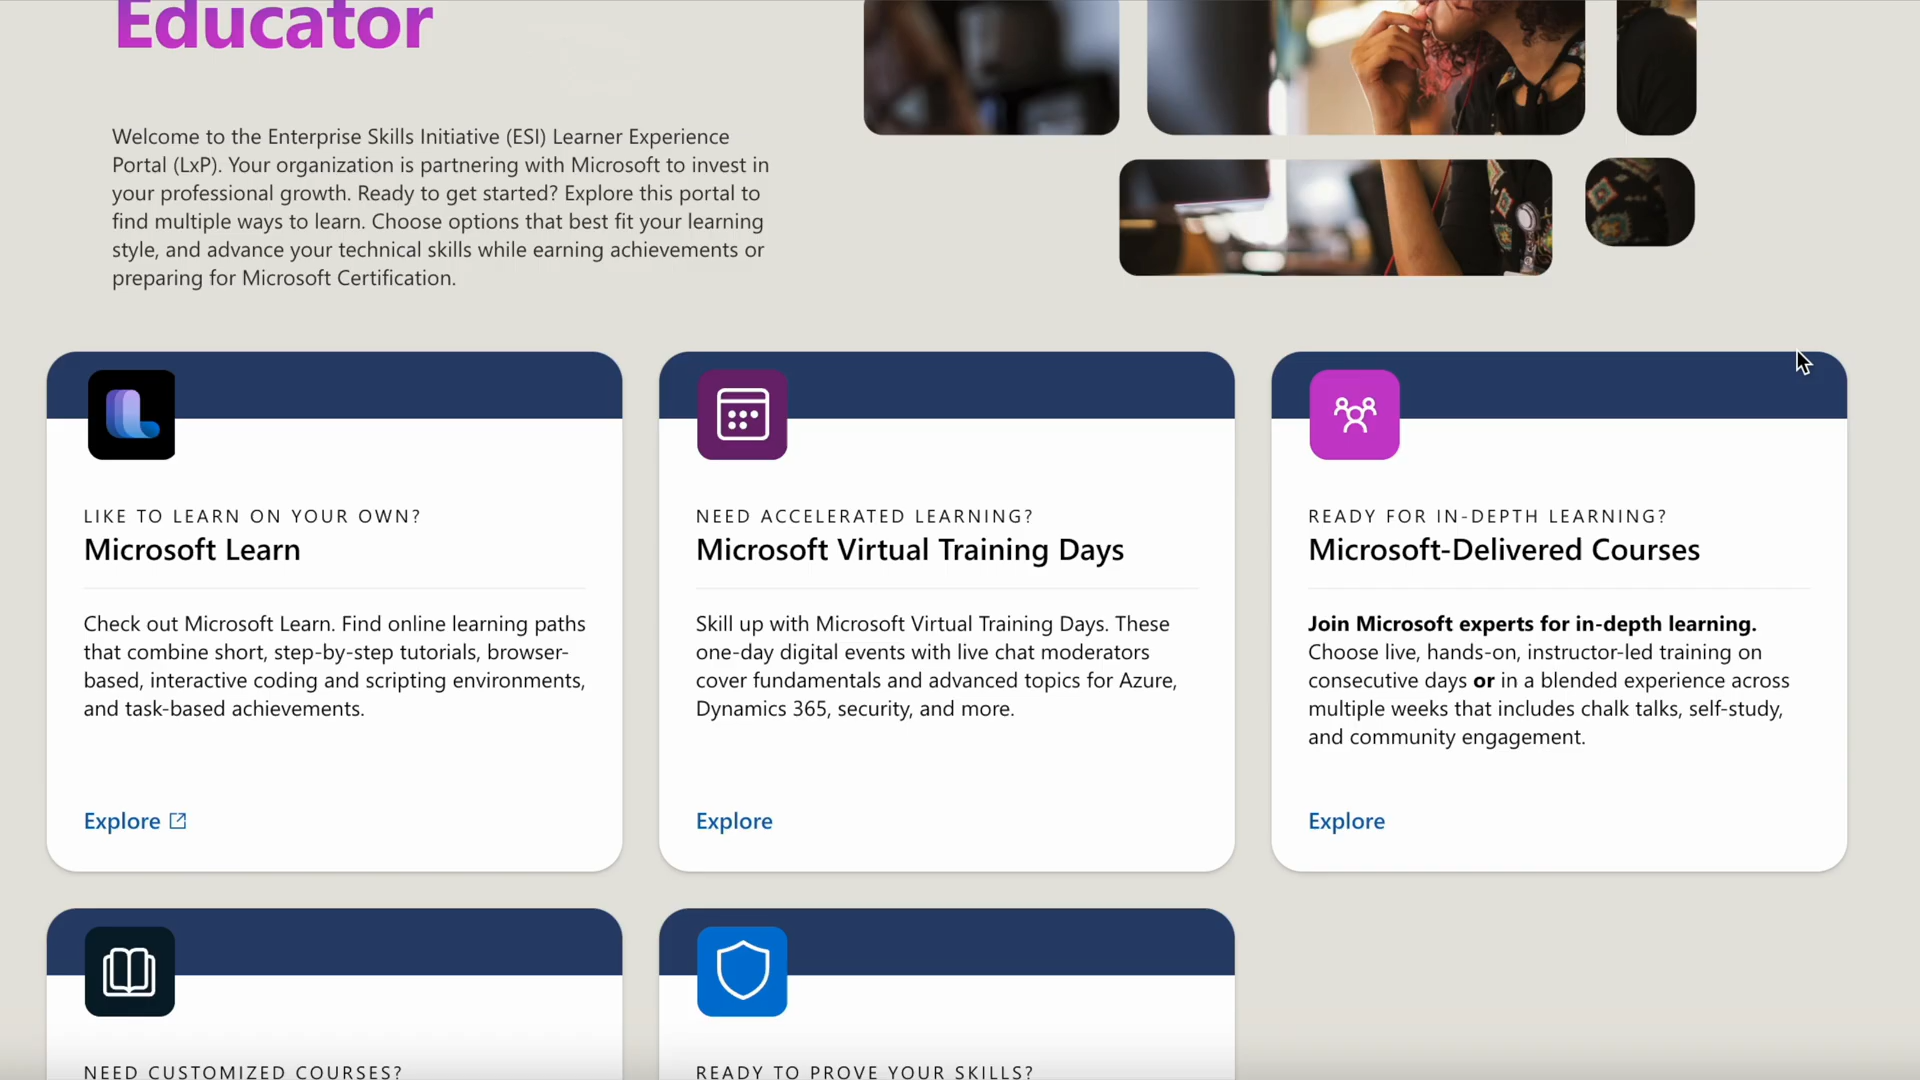 Educator
Welcome to the Enterprise Skills Initiative (ESI) Learner Experience
Portal (LxP). Your organization is partnering with Microsoft to invest in
your professional growth. Ready to get started? Explore this portal to
find multiple ways to learn. Choose options that best fit your learning
style, and advance your technical skills while earning achievements or
preparing for Microsoft Certification.
LIKE TO LEARN ON YOUR OWN?
Microsoft Learn
Check out Microsoft Learn. Find online learning paths
that combine short, step-by-step tutorials, browser-
based, interactive coding and scripting environments,
and task-based achievements.
Explore
NEED ACCELERATED LEARNING?
Microsoft Virtual Training Days
Skill up with Microsoft Virtual Training Days. These
one-day digital events with live chat moderators
cover fundamentals and advanced topics for Azure,
Dynamics 365, security, and more.
Explore
READY FOR IN-DEPTH LEARNING?
Microsoft-Delivered Courses
Join Microsoft experts for in-depth learning.
Choose live, hands-on, instructor-led training on
consecutive days or in a blended experience across
multiple weeks that includes chalk talks, self-study,
and community engagement.
Explore
NEED CUSTOMIZED COURSES?
READY TO PROVE YOUR SKILLS?